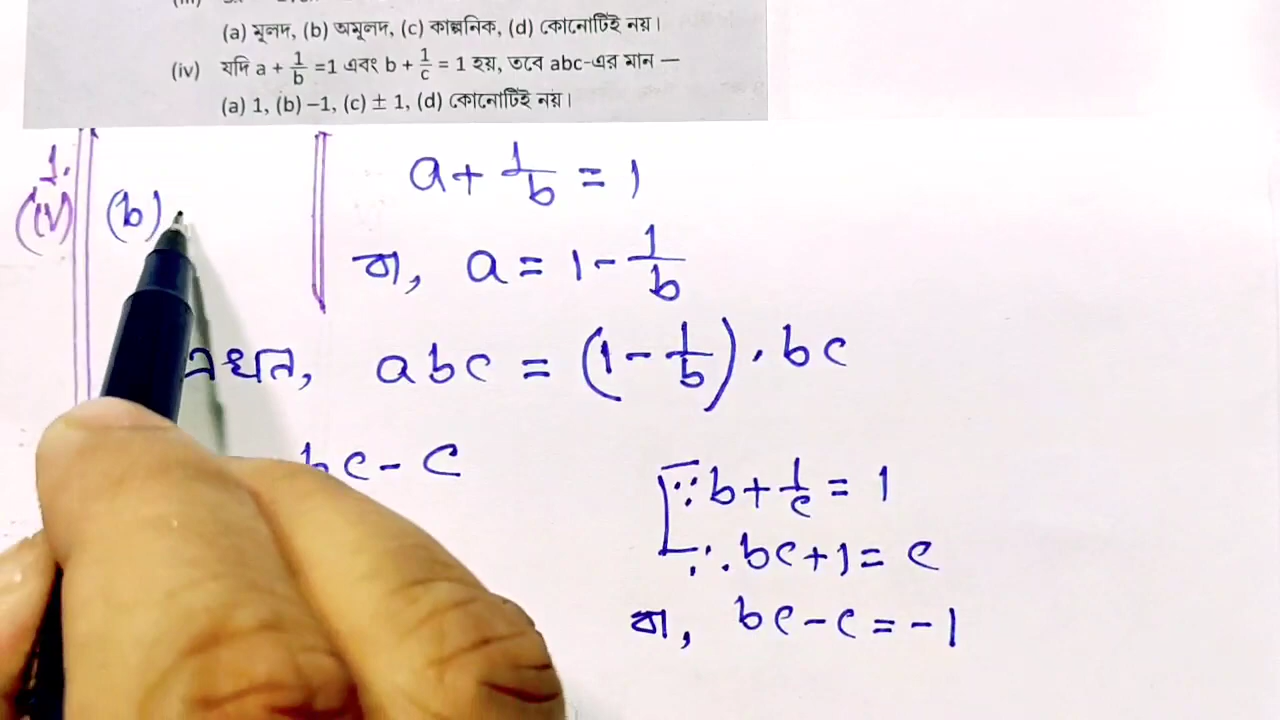 (a) মূলদ, (b) অমূলদ, (c) কাল্পনিক, (d) কোনোটিই নয়।
(iv) যদি a + 1/b =1 এবং b + 1/c = 1 হয়, তবে abc-এর মান —
(a) 1, (b) –1, (c) ± 1, (d) কোনোটিই নয়।
1.
(iv) (b)
a + 1/b = 1
বা, a = 1 - 1/b
এখন, abc = (1 - 1/b) . bc
bc - c
∵ b + 1/c = 1
∴ bc + 1 = c
বা, bc - c = -1